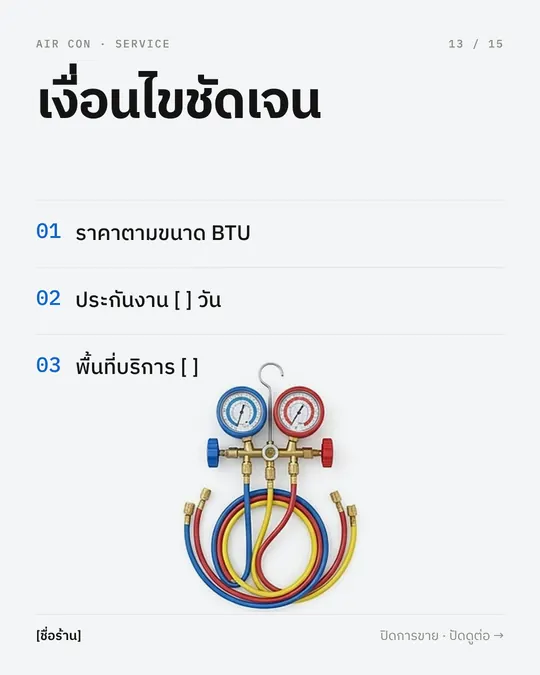 AIR CON · SERVICE
13 / 15
เงื่อนไขชัดเจน
01 ราคาตามขนาด BTU
02 ประกันงาน [ ] วัน
03 พื้นที่บริการ [ ]
[ชื่อร้าน]
ปิดการขาย · ปัดดูต่อ →